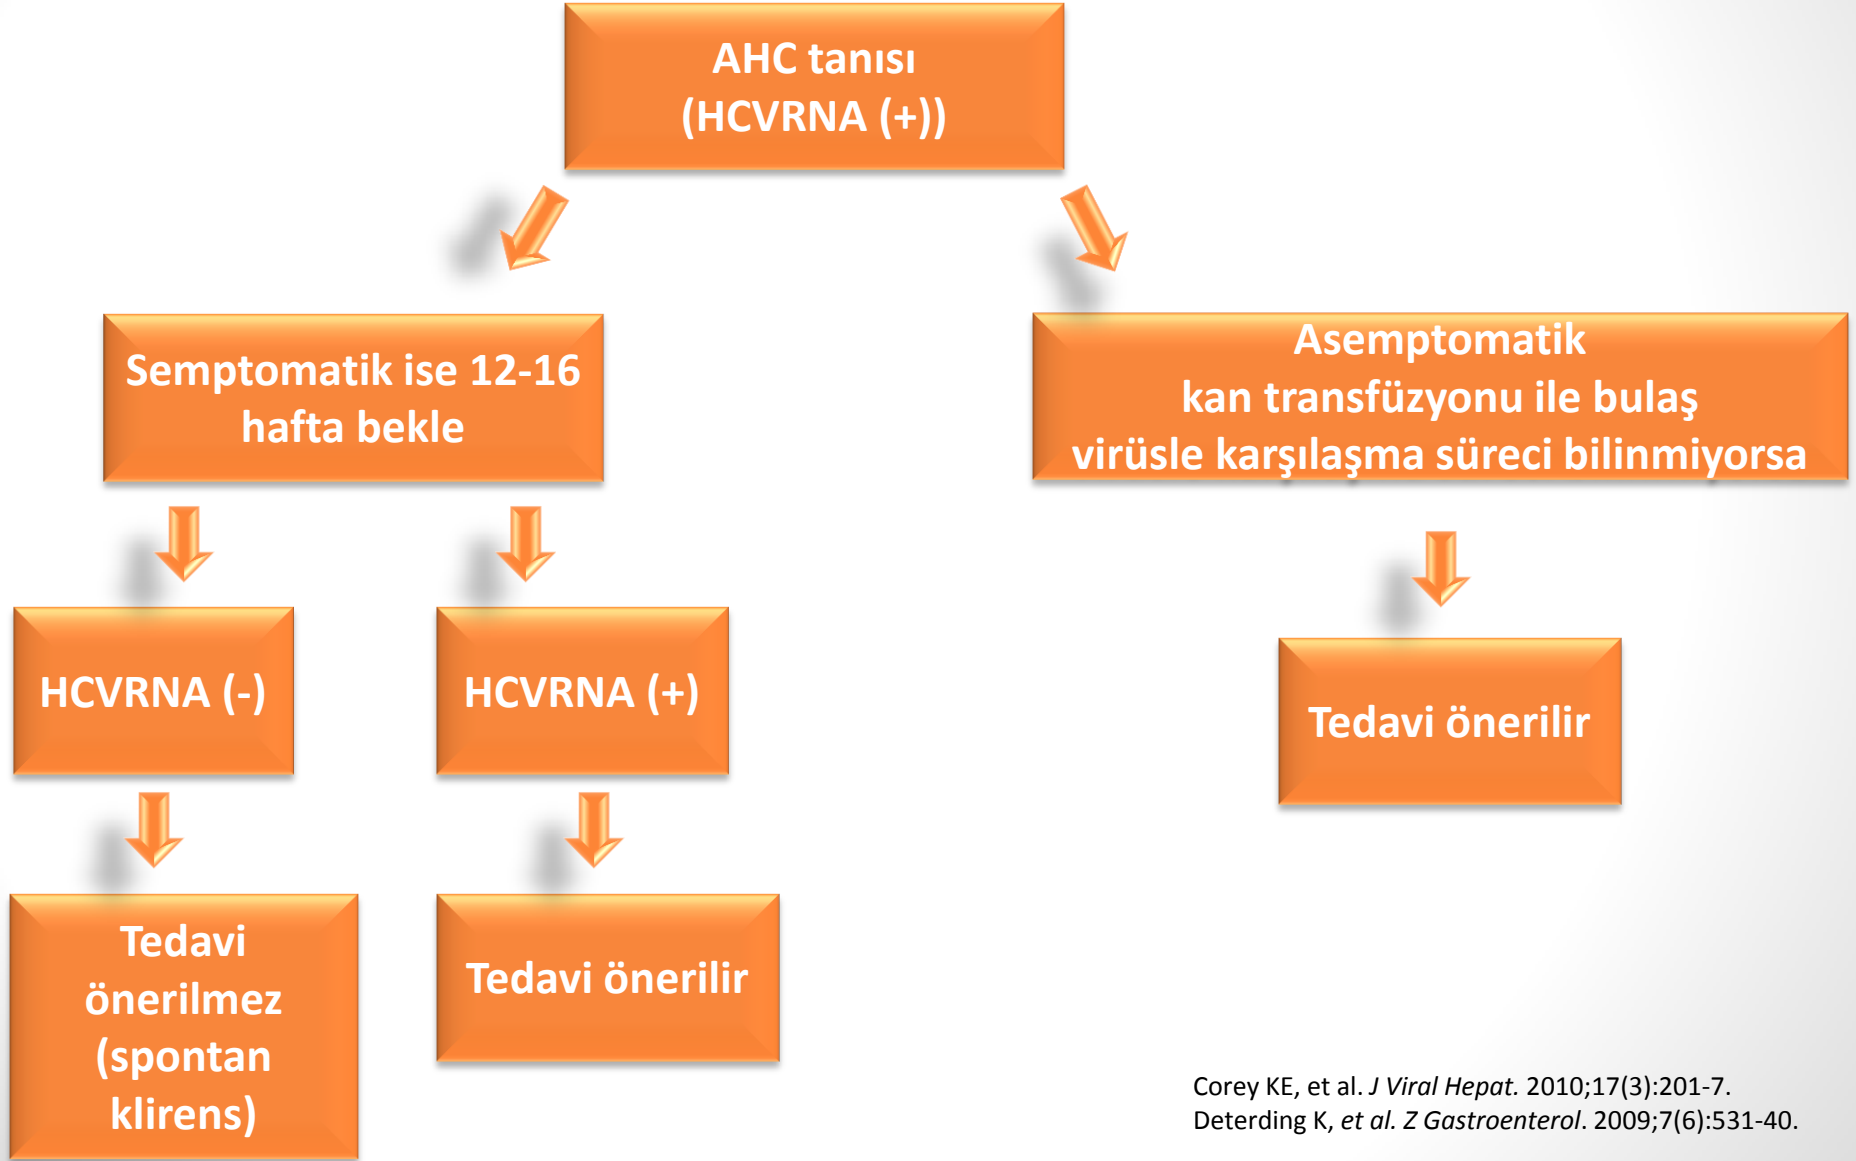 AHC tanısı
(HCVRNA (+))
Semptomatik ise 12-16
hafta bekle
Asemptomatik
kan transfüzyonu ile bulaş
virüsle karşılaşma süreci bilinmiyorsa
HCVRNA (-)
HCVRNA (+)
Tedavi önerilir
Tedavi
önerilmez
(spontan
klirens)
Tedavi önerilir
Corey KE, et al. J Viral Hepat. 2010;17(3):201-7.
Deterding K, et al. Z Gastroenterol. 2009;7(6):531-40.